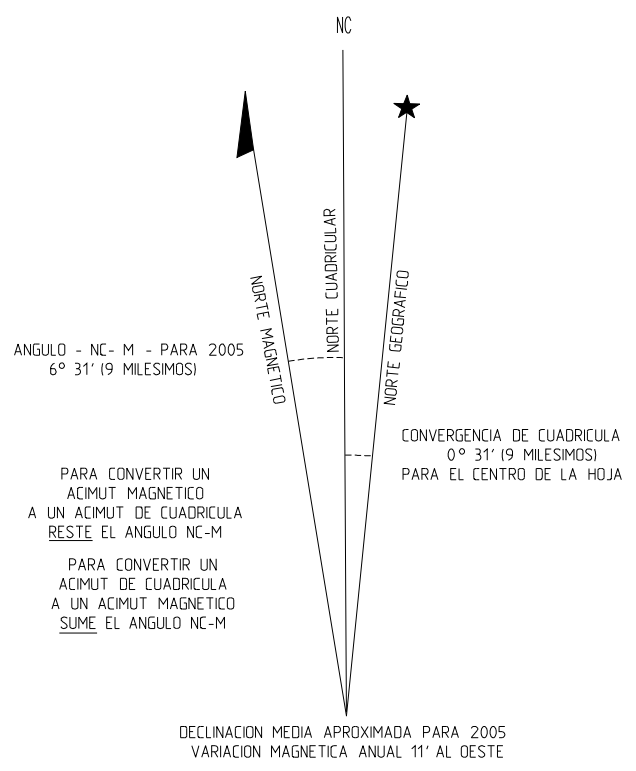 NC
NORTE MAGNETICO
NORTE CUADRICULAR
NORTE GEOGRAFICO
ANGULO - NC- M - PARA 2005
6° 31' (9 MILESIMOS)
CONVERGENCIA DE CUADRICULA
0° 31' (9 MILESIMOS)
PARA EL CENTRO DE LA HOJA
PARA CONVERTIR UN
ACIMUT MAGNETICO
A UN ACIMUT DE CUADRICULA
RESTE EL ANGULO NC-M
PARA CONVERTIR UN
ACIMUT DE CUADRICULA
A UN ACIMUT MAGNETICO
SUME EL ANGULO NC-M
DECLINACION MEDIA APROXIMADA PARA 2005
VARIACION MAGNETICA ANUAL 11' AL OESTE